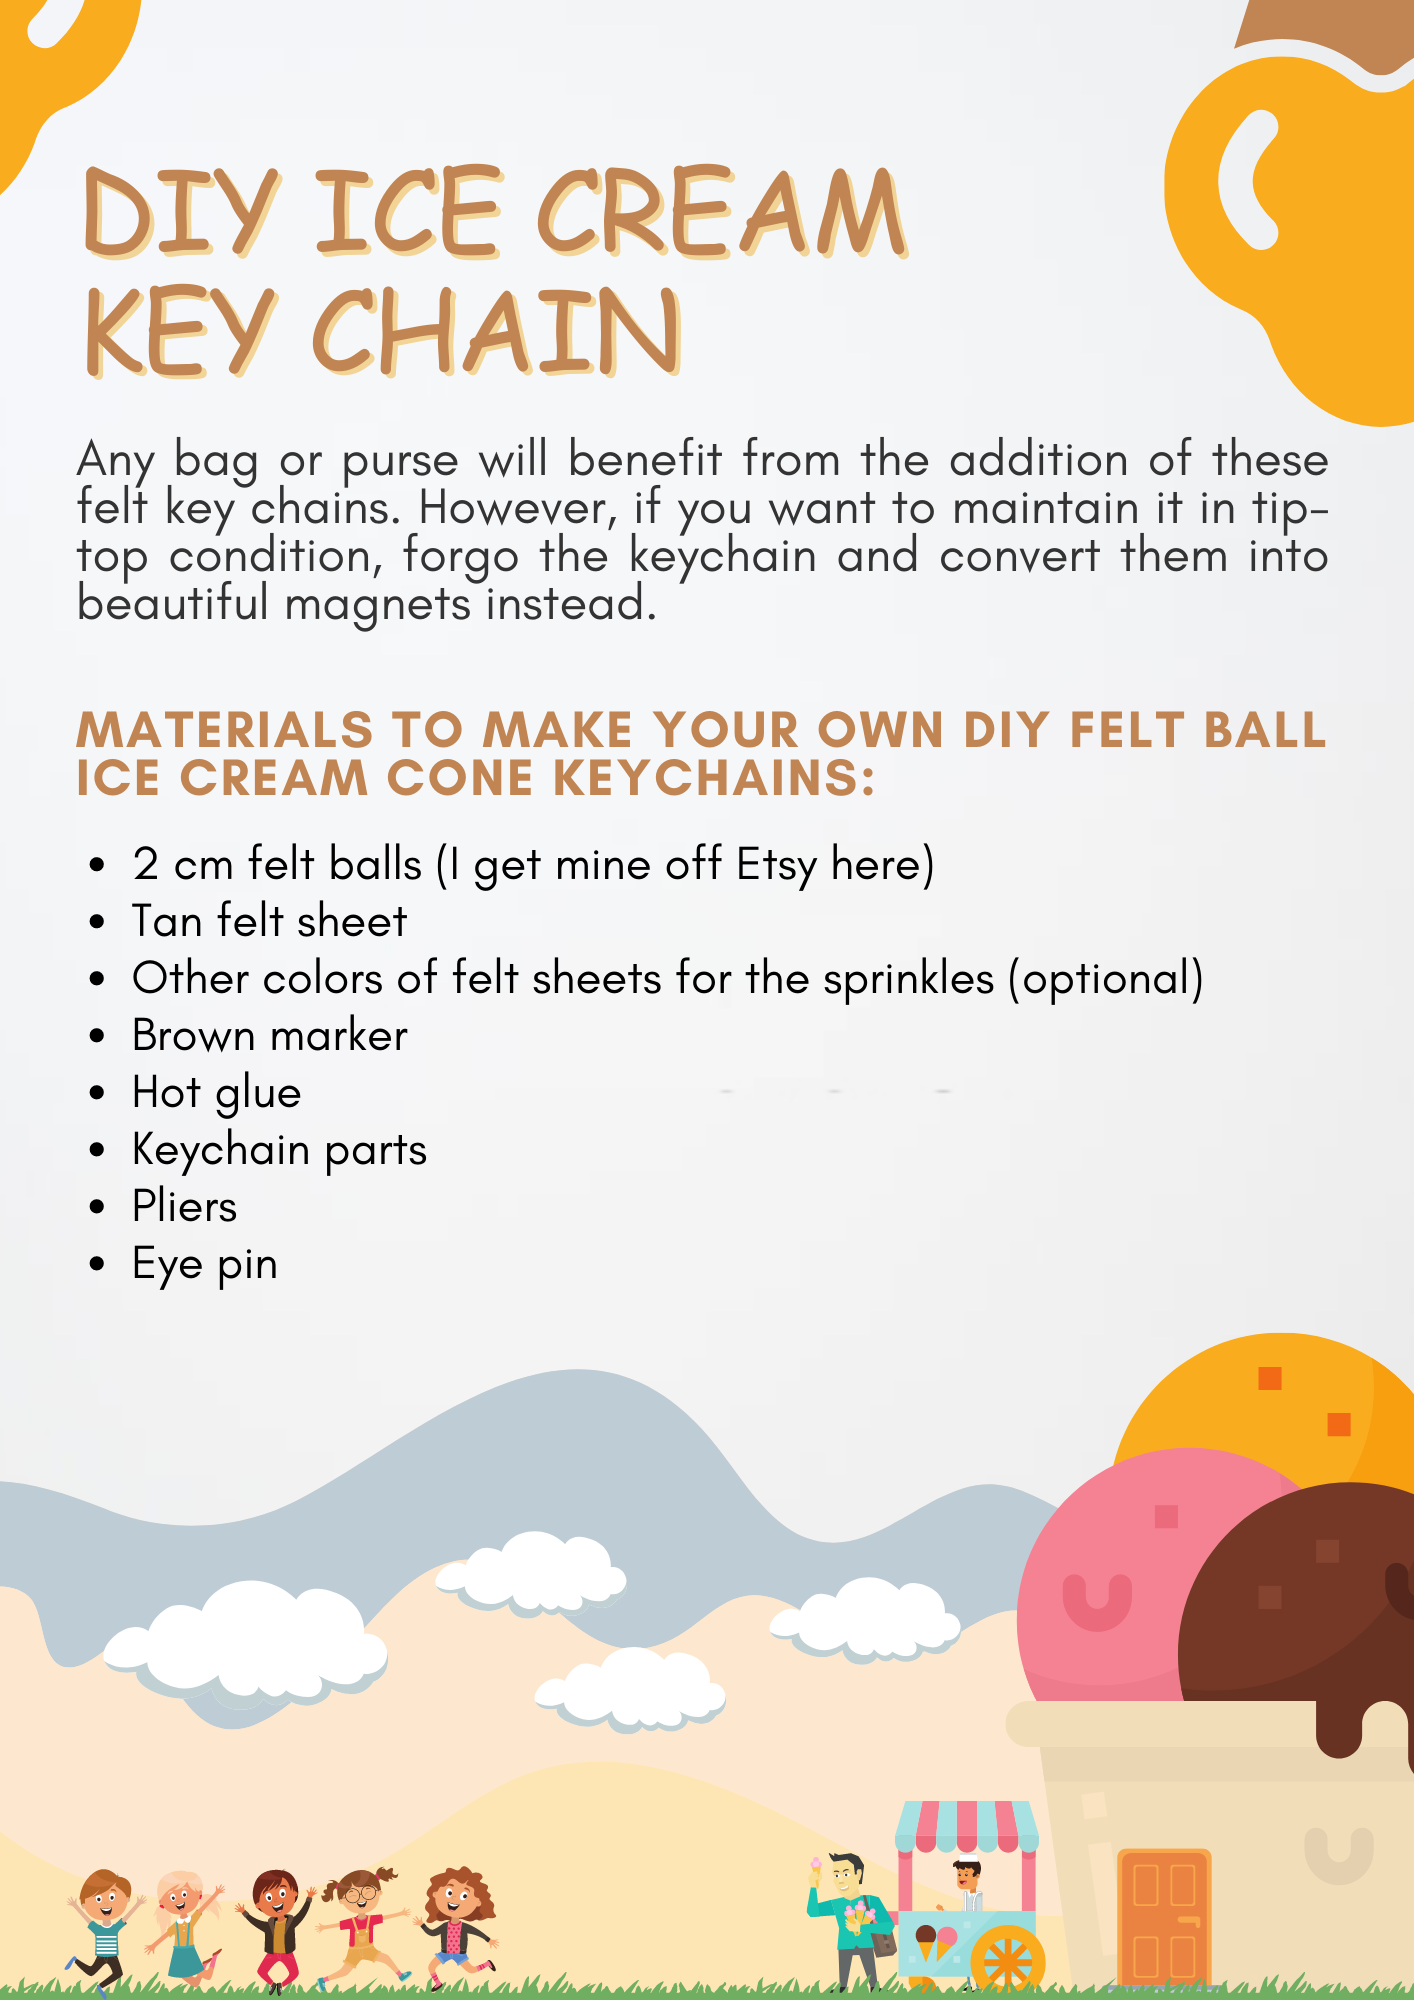 DIY ICE CREAM
KEY CHAIN
Any bag or purse will benefit from the addition of these
felt key chains. However, if you want to maintain it in tip-
top condition, forgo the keychain and convert them into
beautiful magnets instead.
MATERIALS TO MAKE YOUR OWN DIY FELT BALL
ICE CREAM CONE KEYCHAINS:
• 2 cm felt balls (I get mine off Etsy here)
• Tan felt sheet
• Other colors of felt sheets for the sprinkles (optional)
• Brown marker
• Hot glue
• Keychain parts
• Pliers
• Eye pin